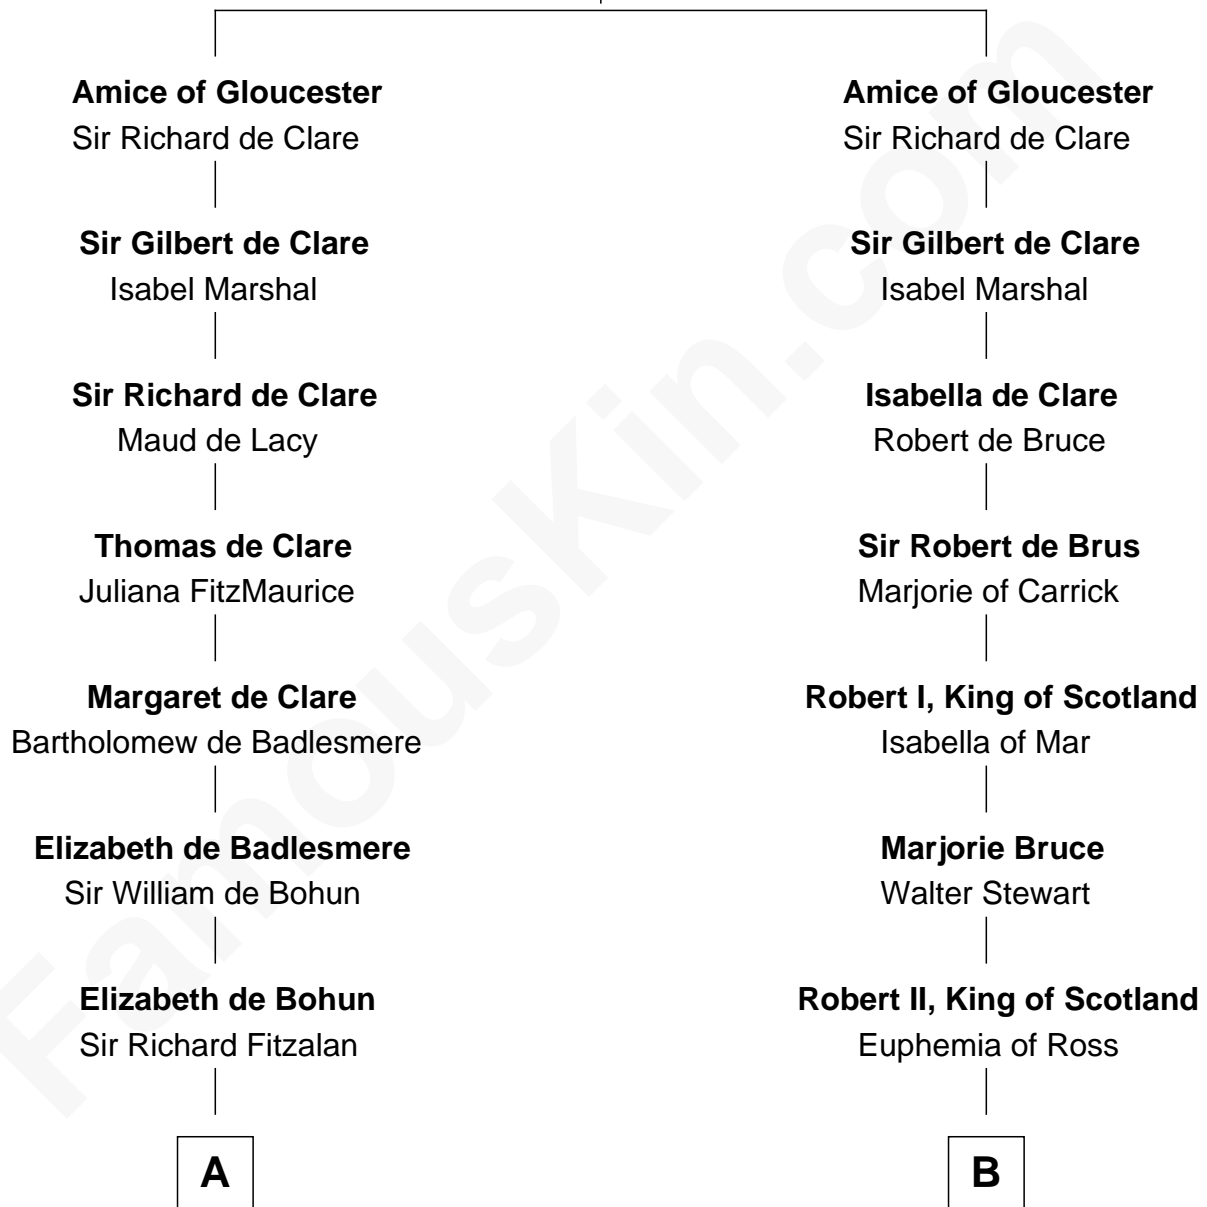 Amice of Gloucester
Sir Richard de Clare
Sir Gilbert de Clare
Isabel Marshal
Sir Richard de Clare
Maud de Lacy
Thomas de Clare
Juliana FitzMaurice
Margaret de Clare
Bartholomew de Badlesmere
Elizabeth de Badlesmere
Sir William de Bohun
Elizabeth de Bohun
Sir Richard Fitzalan
A
Amice of Gloucester
Sir Richard de Clare
Sir Gilbert de Clare
Isabel Marshal
Isabella de Clare
Robert de Bruce
Sir Robert de Brus
Marjorie of Carrick
Robert I, King of Scotland
Isabella of Mar
Marjorie Bruce
Walter Stewart
Robert II, King of Scotland
Euphemia of Ross
B
FamousKin.com